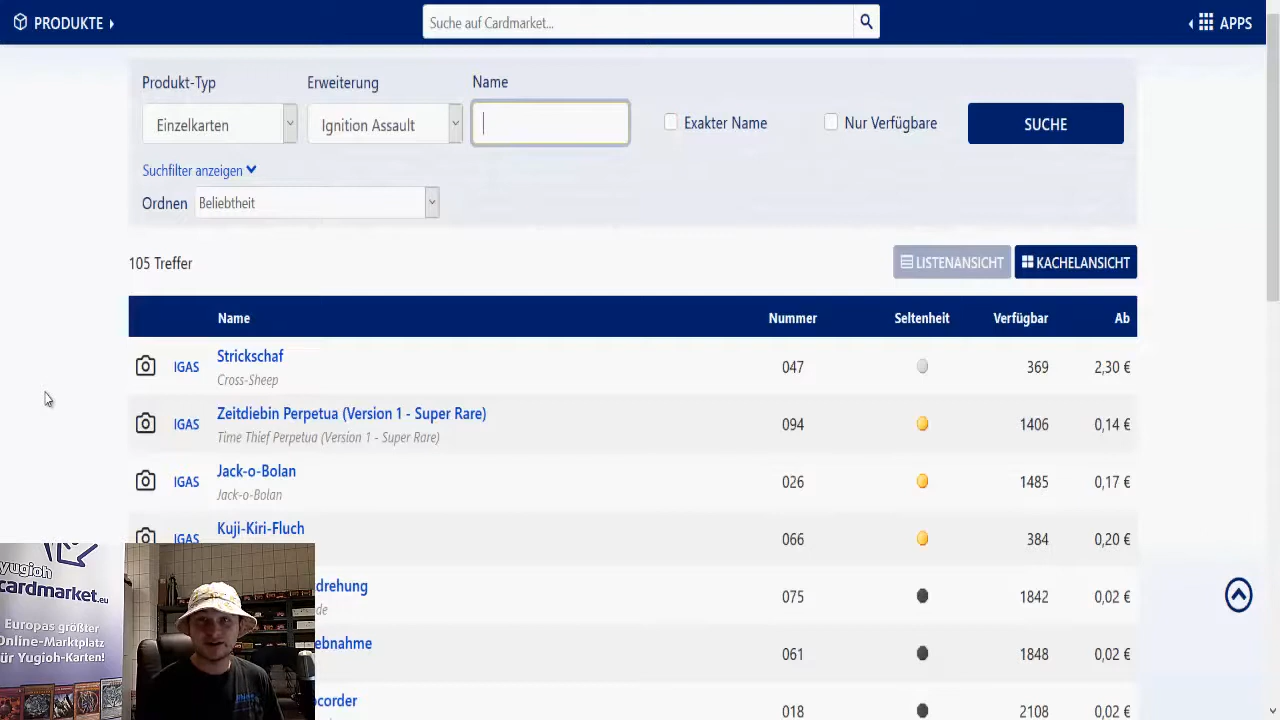 PRODUKTE
Suche auf Cardmarket...
APPS
Produkt-Typ
Erweiterung
Name
Einzelkarten
Ignition Assault
Exakter Name
Nur Verfügbare
SUCHE
Suchfilter anzeigen
Ordnen
Beliebtheit
105 Treffer
LISTENANSICHT
KACHELANSICHT
Name Nummer Seltenheit Verfügbar Ab
IGAS Strickschaf 047 369 2,30 €
Cross-Sheep
IGAS Zeitdiebin Perpetua (Version 1 - Super Rare) 094 1406 0,14 €
Time Thief Perpetua (Version 1 - Super Rare)
IGAS Jack-o-Bolan 026 1485 0,17 €
Jack-o-Bolan
IGAS Kuji-Kiri-Fluch 066 384 0,20 €
drehung 075 1842 0,02 €
de
ebnahme 061 1848 0,02 €
ocorder 018 2108 0,02 €
yugioh
cardmarket.eu
Europas größter
Online-Marktplatz
für Yugioh-Karten!